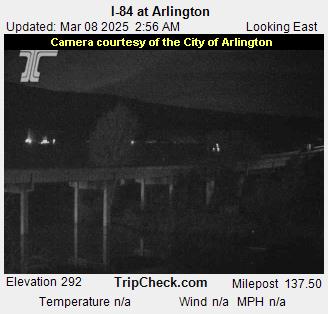 I-84 at Arlington
Updated: Mar 08 2025 2:56 AM Looking East
Camera courtesy of the City of Arlington
Elevation 292 TripCheck.com Milepost 137.50
Temperature n/a Wind n/a MPH n/a